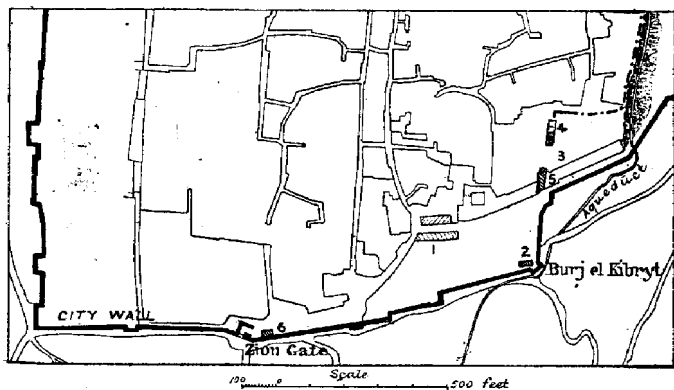 4
3
5
Aqueduct
1
2
Burj el Kibryt
CITY WALL
6
Zion Gate
Scale
100 0 500 feet